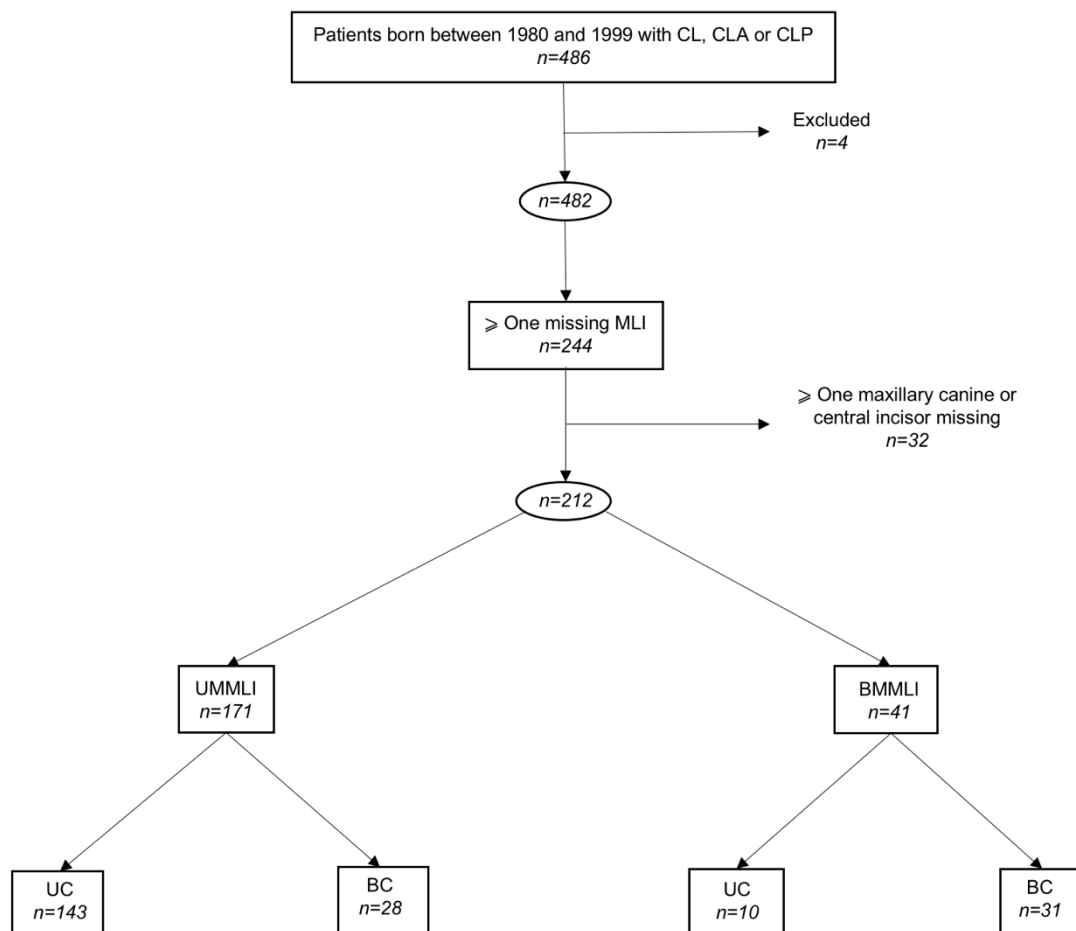 Patients born between 1980 and 1999 with CL, CLA or CLP
n=486
Excluded
n=4
n=482
⩾ One missing MLI
n=244
⩾ One maxillary canine or
central incisor missing
n=32
n=212
UMMLI
n=171
BMMLI
n=41
UC
n=143
BC
n=28
UC
n=10
BC
n=31